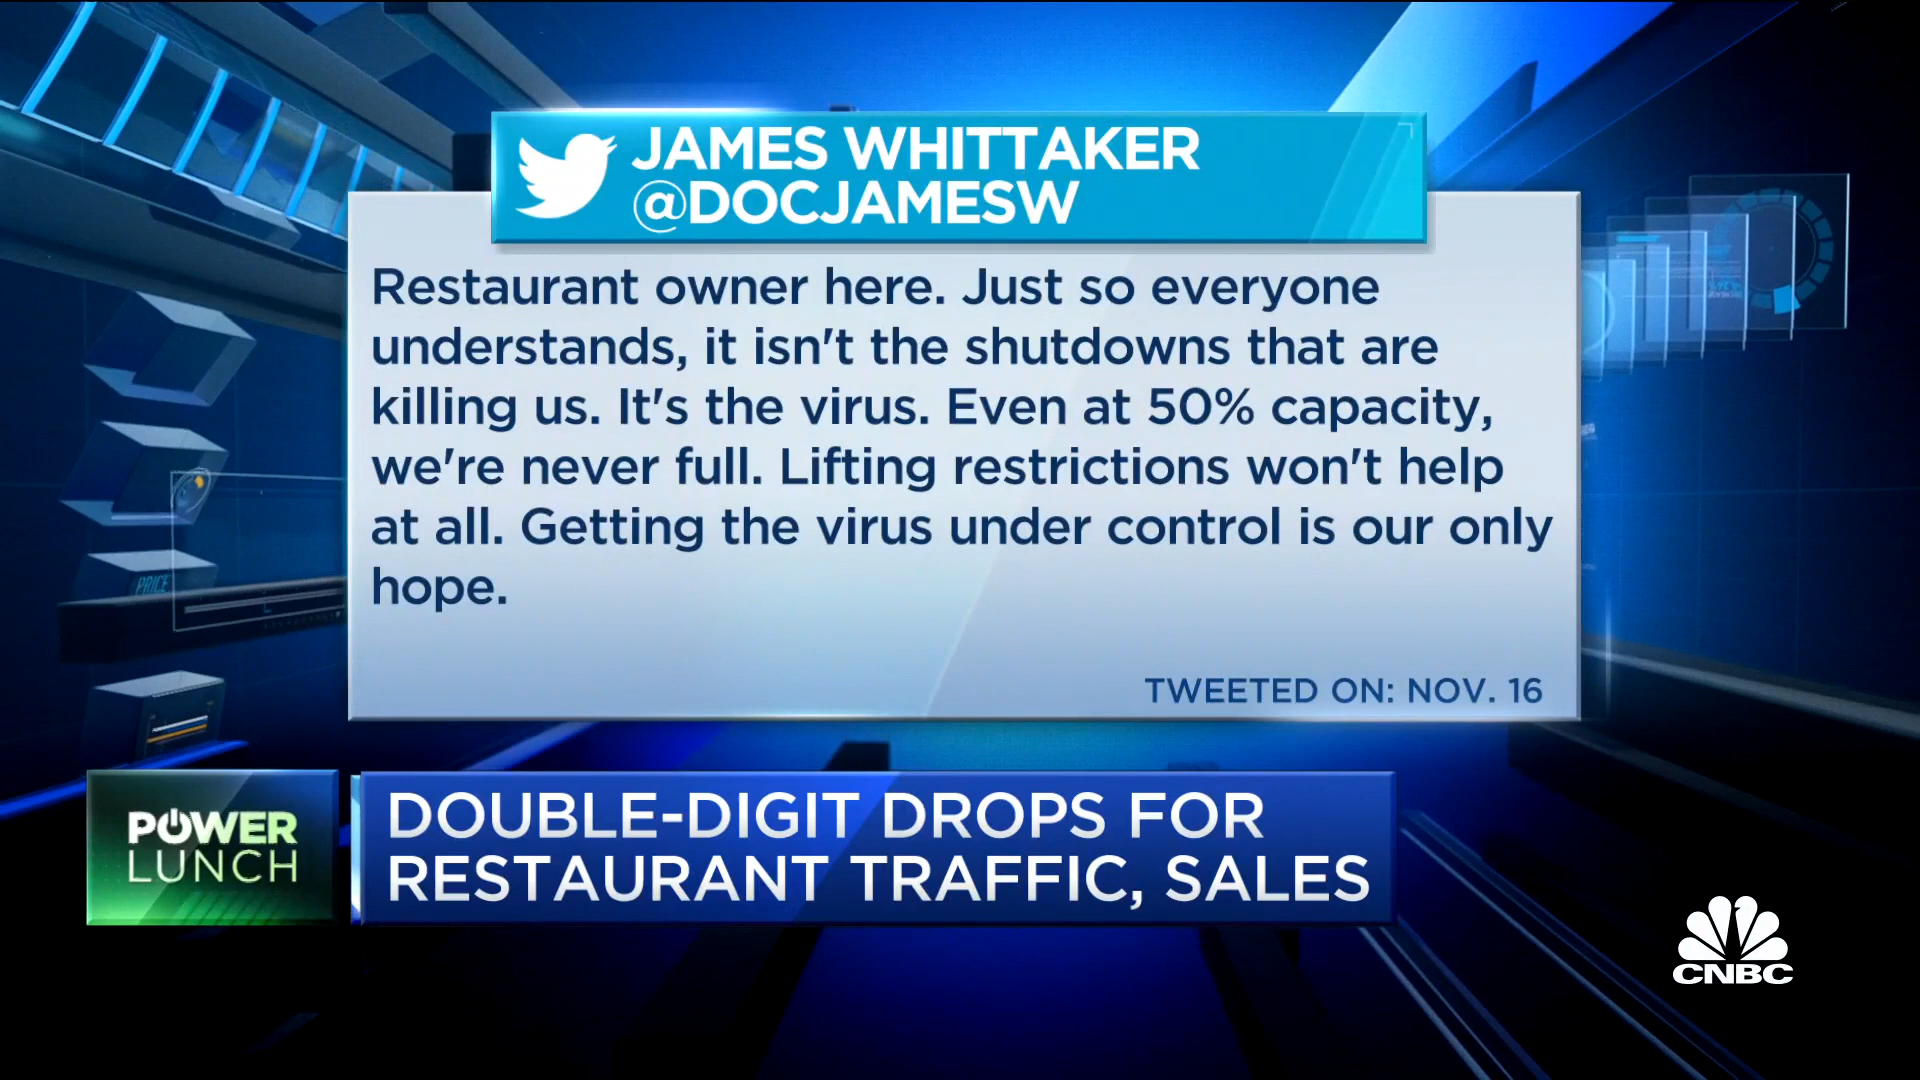 JAMES WHITTAKER
@DOCJAMESW
Restaurant owner here. Just so everyone
understands, it isn't the shutdowns that are
killing us. It's the virus. Even at 50% capacity,
we're never full. Lifting restrictions won't help
at all. Getting the virus under control is our only
hope.
TWEETED ON: NOV. 16
PRICE
POWER
LUNCH
DOUBLE-DIGIT DROPS FOR
RESTAURANT TRAFFIC, SALES
CNBC